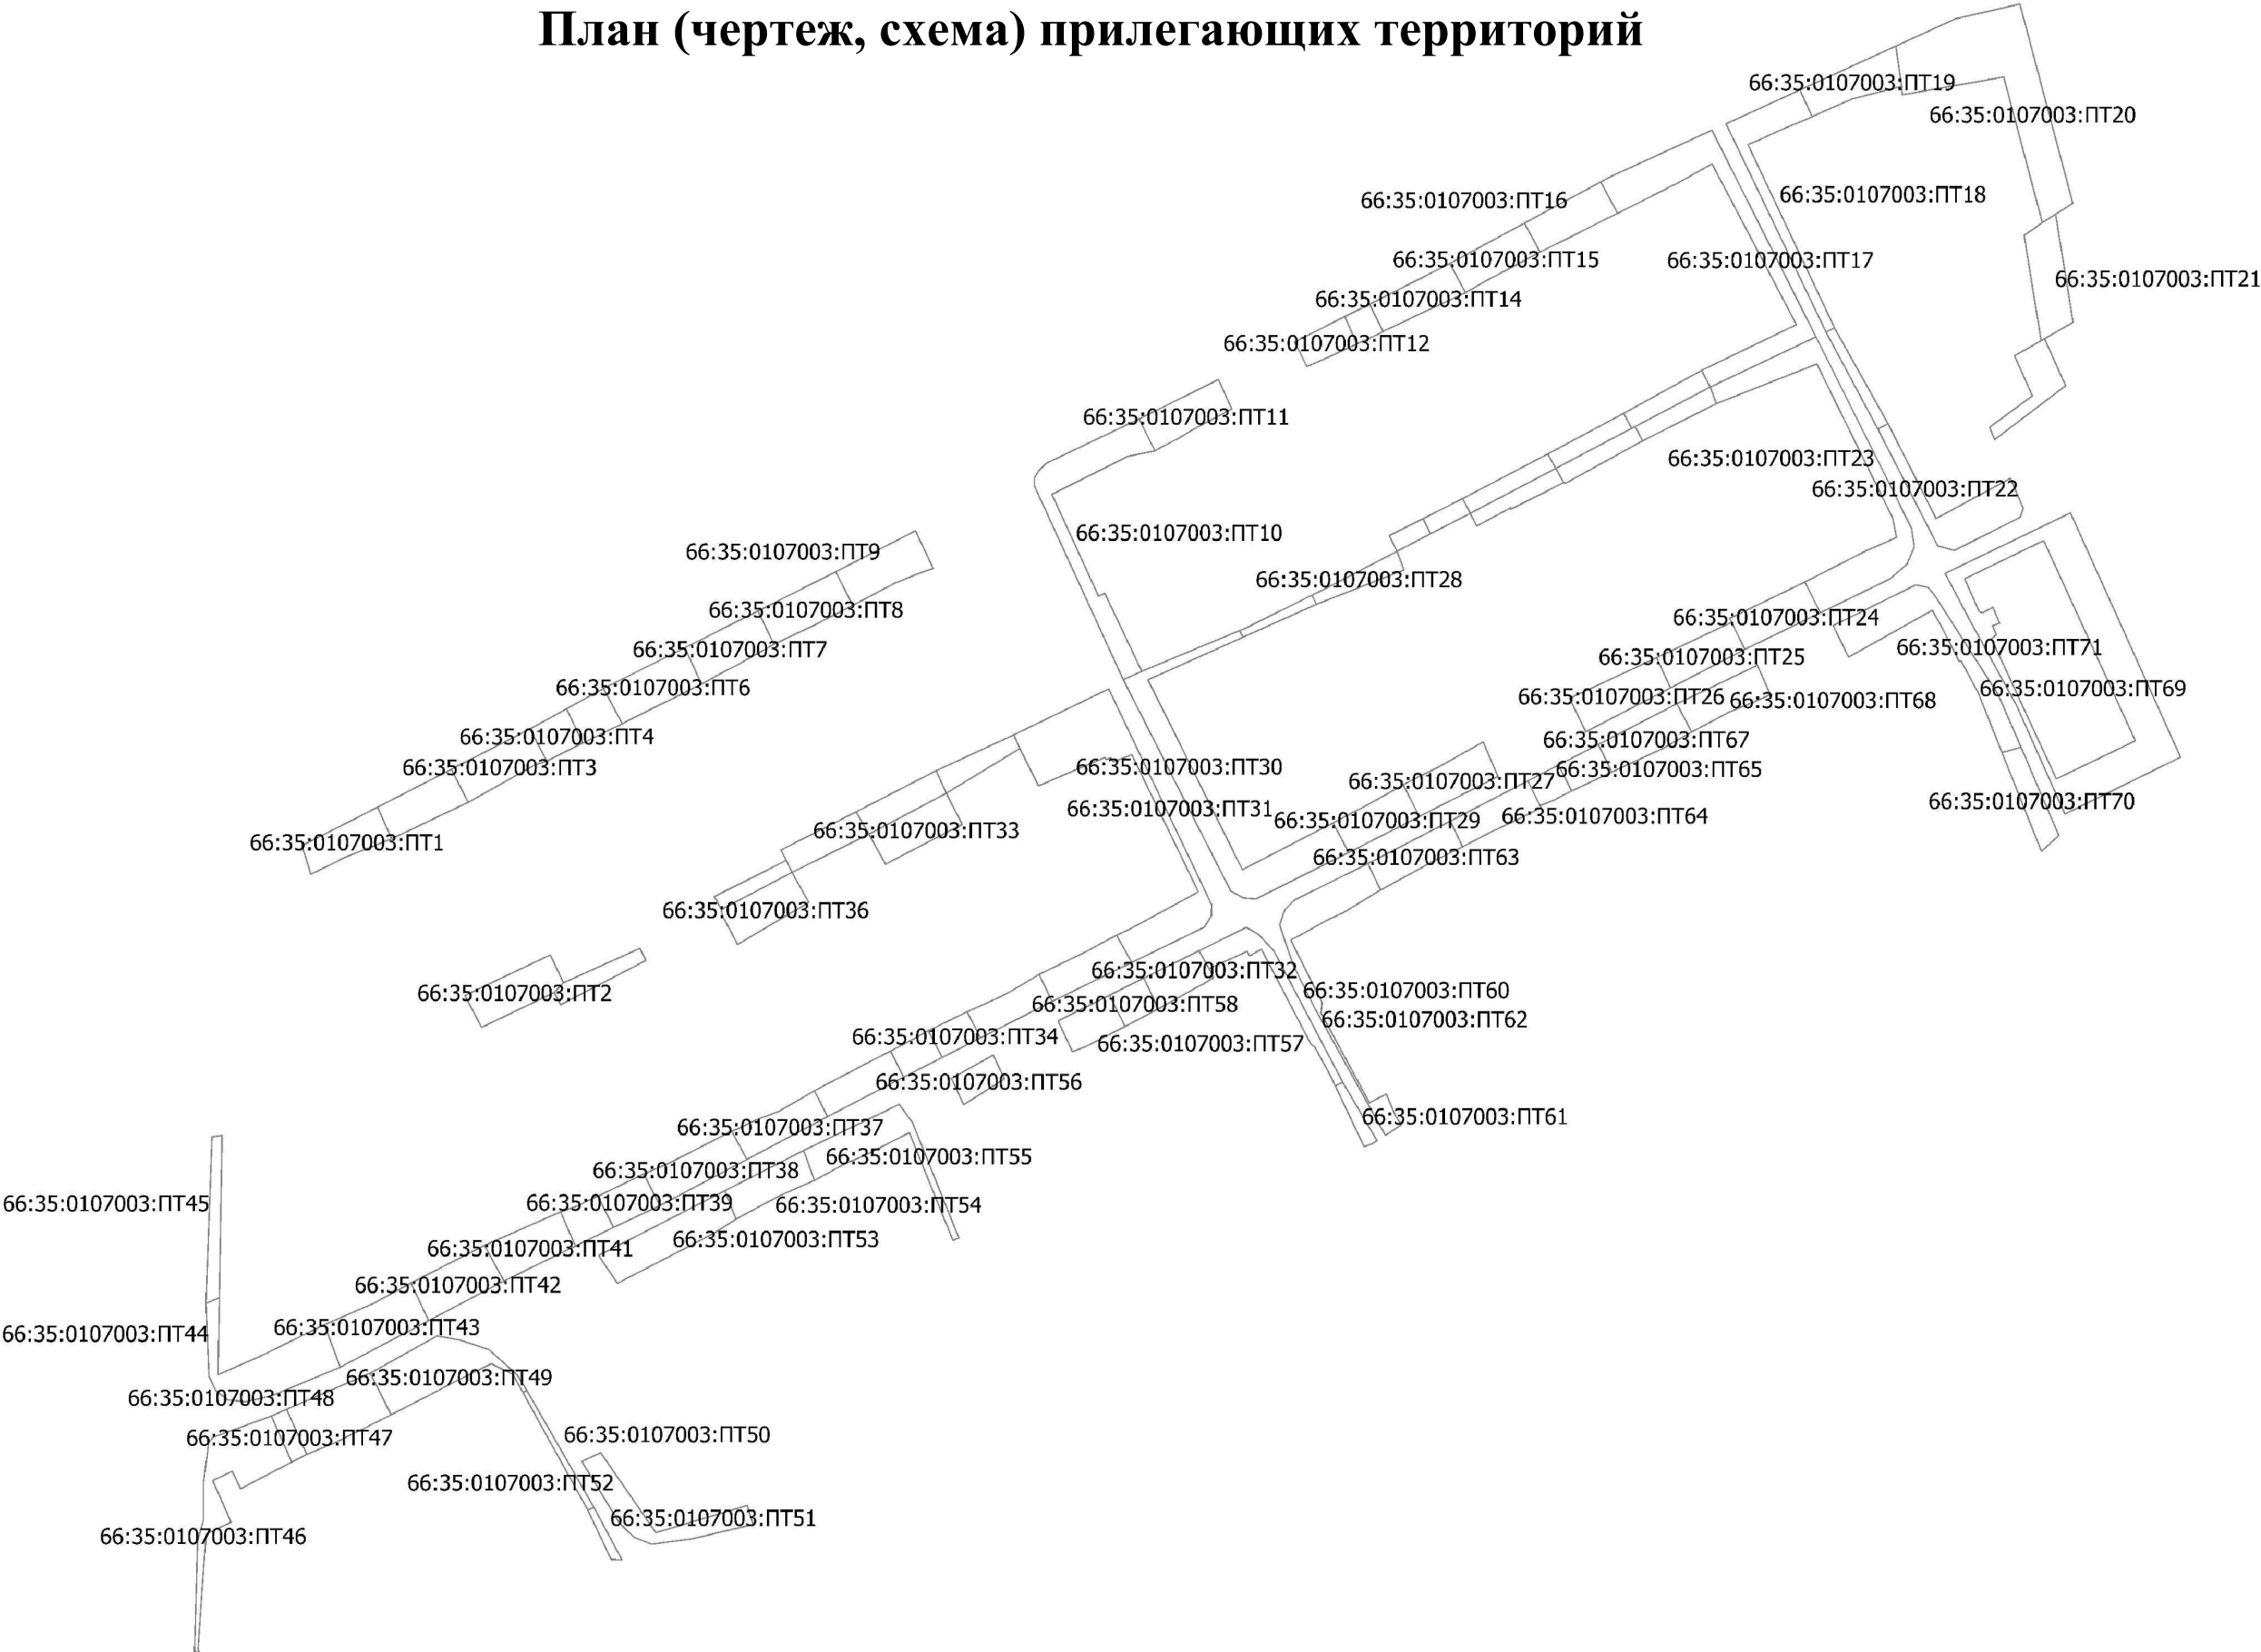 План (чертеж, схема) прилегающих территорий
66:35:0107003:ПТ19
66:35:0107003:ПТ20
66:35:0107003:ПТ18
66:35:0107003:ПТ16
66:35:0107003:ПТ15
66:35:0107003:ПТ17
66:35:0107003:ПТ21
66:35:0107003:ПТ14
66:35:0107003:ПТ12
66:35:0107003:ПТ11
66:35:0107003:ПТ23
66:35:0107003:ПТ22
66:35:0107003:ПТ10
66:35:0107003:ПТ9
66:35:0107003:ПТ28
66:35:0107003:ПТ8
66:35:0107003:ПТ24
66:35:0107003:ПТ7
66:35:0107003:ПТ71
66:35:0107003:ПТ25
66:35:0107003:ПТ6
66:35:0107003:ПТ69
66:35:0107003:ПТ26
66:35:0107003:ПТ68
66:35:0107003:ПТ4
66:35:0107003:ПТ67
66:35:0107003:ПТ3
66:35:0107003:ПТ30
66:35:0107003:ПТ65
66:35:0107003:ПТ27
66:35:0107003:ПТ70
66:35:0107003:ПТ31
66:35:0107003:ПТ64
66:35:0107003:ПТ29
66:35:0107003:ПТ33
66:35:0107003:ПТ1
66:35:0107003:ПТ63
66:35:0107003:ПТ36
66:35:0107003:ПТ32
66:35:0107003:ПТ60
66:35:0107003:ПТ2
66:35:0107003:ПТ58
66:35:0107003:ПТ62
66:35:0107003:ПТ34
66:35:0107003:ПТ57
66:35:0107003:ПТ56
66:35:0107003:ПТ61
66:35:0107003:ПТ37
66:35:0107003:ПТ55
66:35:0107003:ПТ38
66:35:0107003:ПТ39
66:35:0107003:ПТ45
66:35:0107003:ПТ54
66:35:0107003:ПТ53
66:35:0107003:ПТ41
66:35:0107003:ПТ42
66:35:0107003:ПТ43
66:35:0107003:ПТ44
66:35:0107003:ПТ49
66:35:0107003:ПТ48
66:35:0107003:ПТ50
66:35:0107003:ПТ47
66:35:0107003:ПТ52
66:35:0107003:ПТ51
66:35:0107003:ПТ46